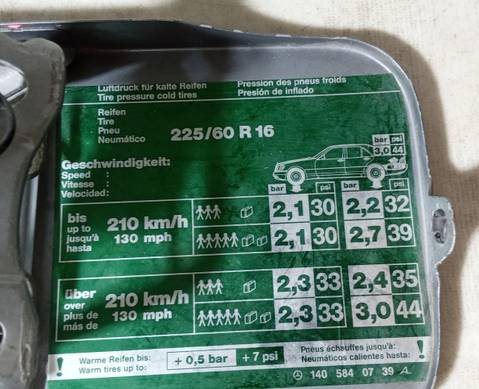 Luftdruck für kalte Reifen Pression des pneus froids
Tire pressure cold tires Presión de inflado
Reifen
Tire
Pneu
Neumático
225/60 R 16
bar psi
3,0 44
Geschwindigkeit:
Speed :
Vitesse :
Velocidad:
bar psi bar psi
bis
up to
jusqu'à
hasta
210 km/h
130 mph
2,1 30 2,2 32
2,1 30 2,7 39
über
over
plus de
más de
210 km/h
130 mph
2,3 33 2,4 35
2,3 33 3,0 44
! Warme Reifen bis: + 0,5 bar + 7 psi Pneus échauffes jusqu'à: !
Warm tires up to: Neumáticos calientes hasta:
140 584 07 39 A